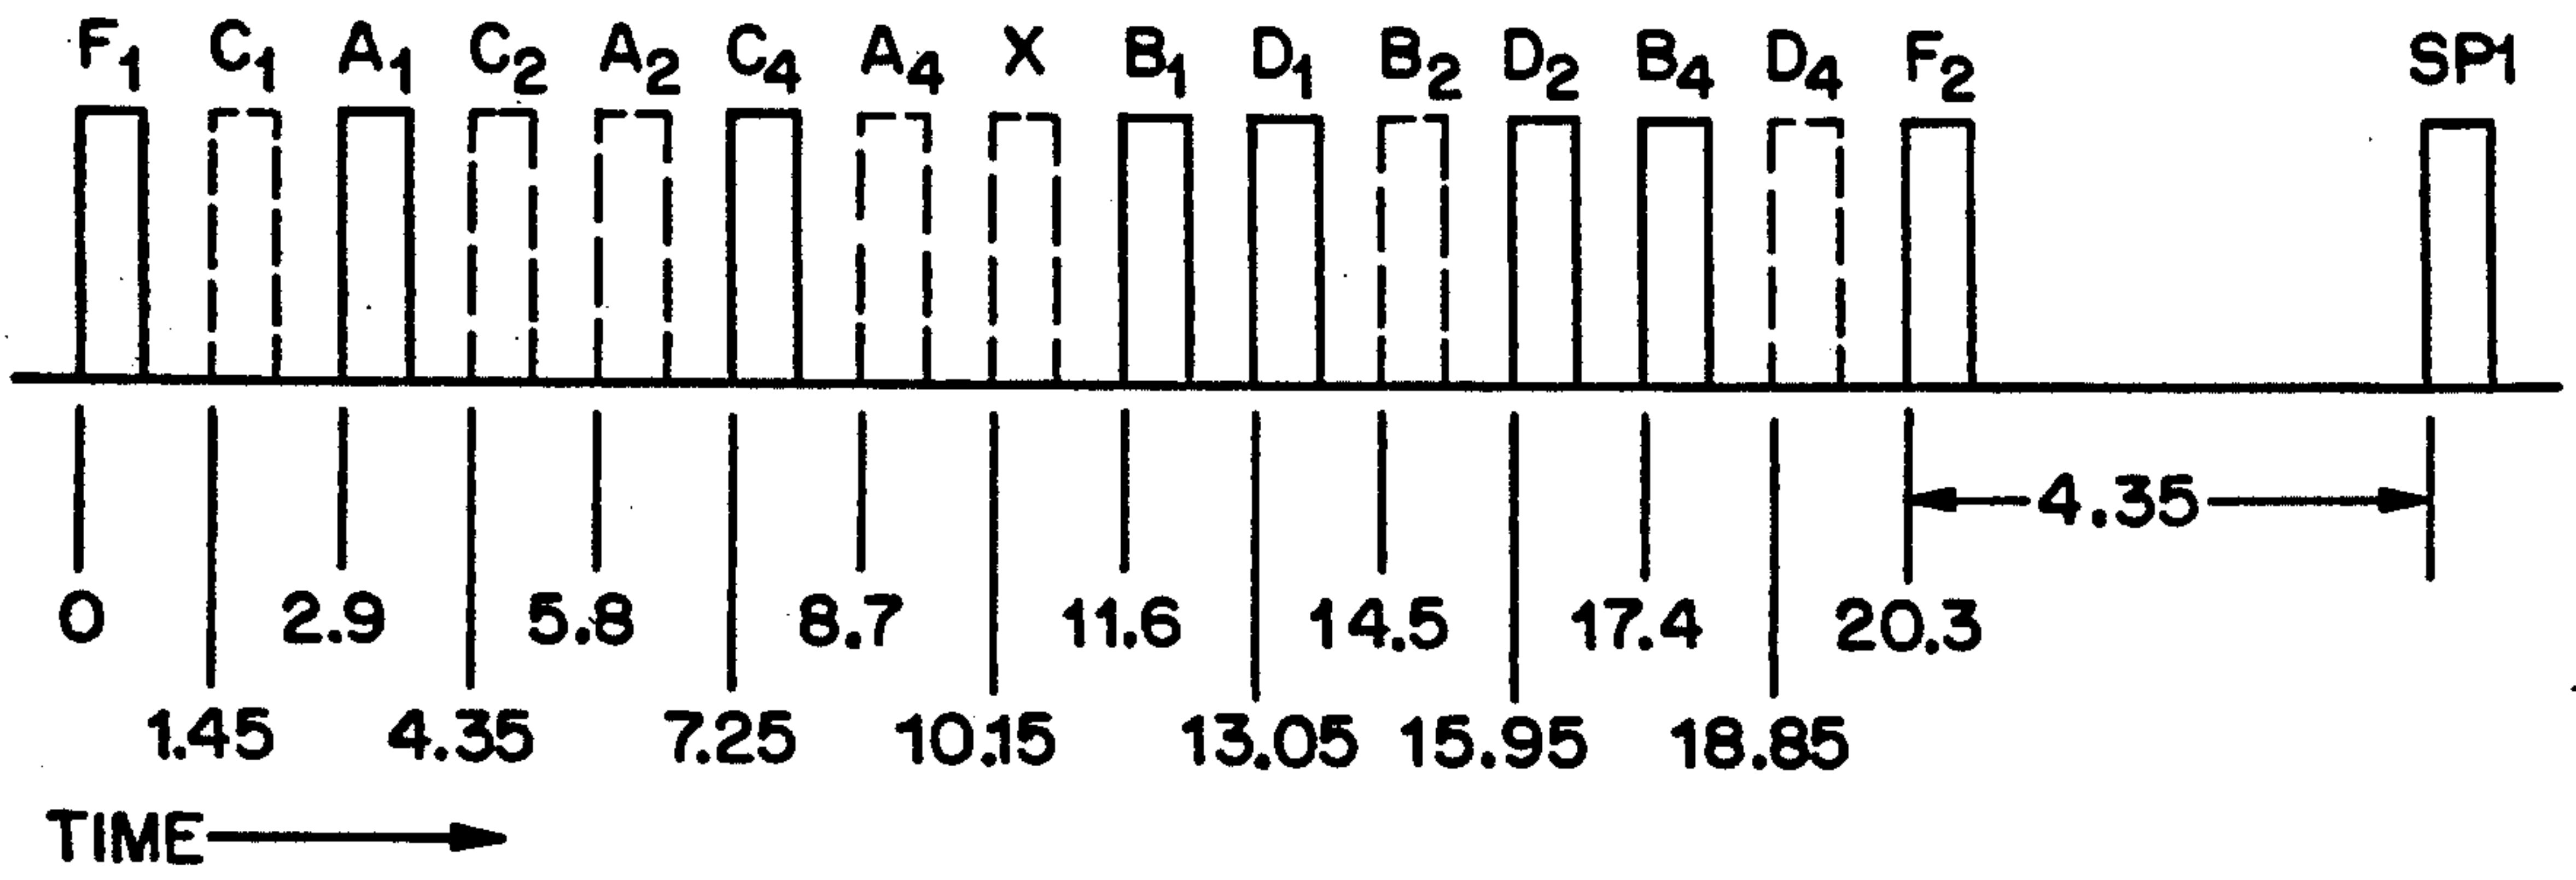 F1 C1 A1 C2 A2 C4 A4 X B1 D1 B2 D2 B4 D4 F2 SP1
4.35
0 2.9 5.8 8.7 11.6 14.5 17.4 20.3
1.45 4.35 7.25 10.15 13.05 15.95 18.85
TIME